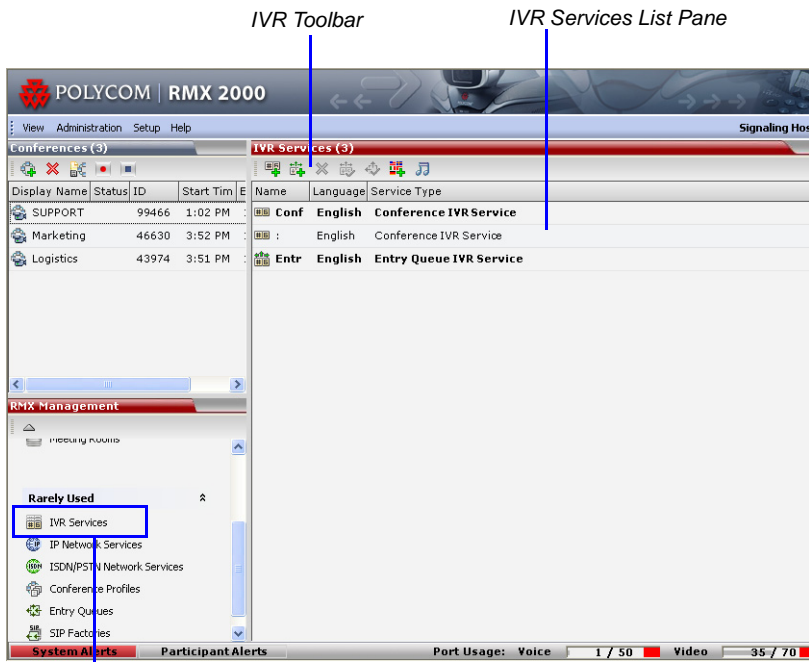 IVR Toolbar
IVR Services List Pane
POLYCOM | RMX 2000
View Administration Setup Help
Signaling Hos
Conferences (3)
IVR Services (3)
Display Name Status ID Start Tim E
Name Language Service Type
SUPPORT 99466 1:02 PM
Conf English Conference IVR Service
Marketing 46630 3:52 PM
: English Conference IVR Service
Logistics 43974 3:51 PM
Entr English Entry Queue IVR Service
RMX Management
Meeting Rooms
Rarely Used
IVR Services
IP Network Services
ISDN/PSTN Network Services
Conference Profiles
Entry Queues
SIP Factories
System Alerts Participant Alerts Port Usage: Voice 1 / 50 Video 35 / 70